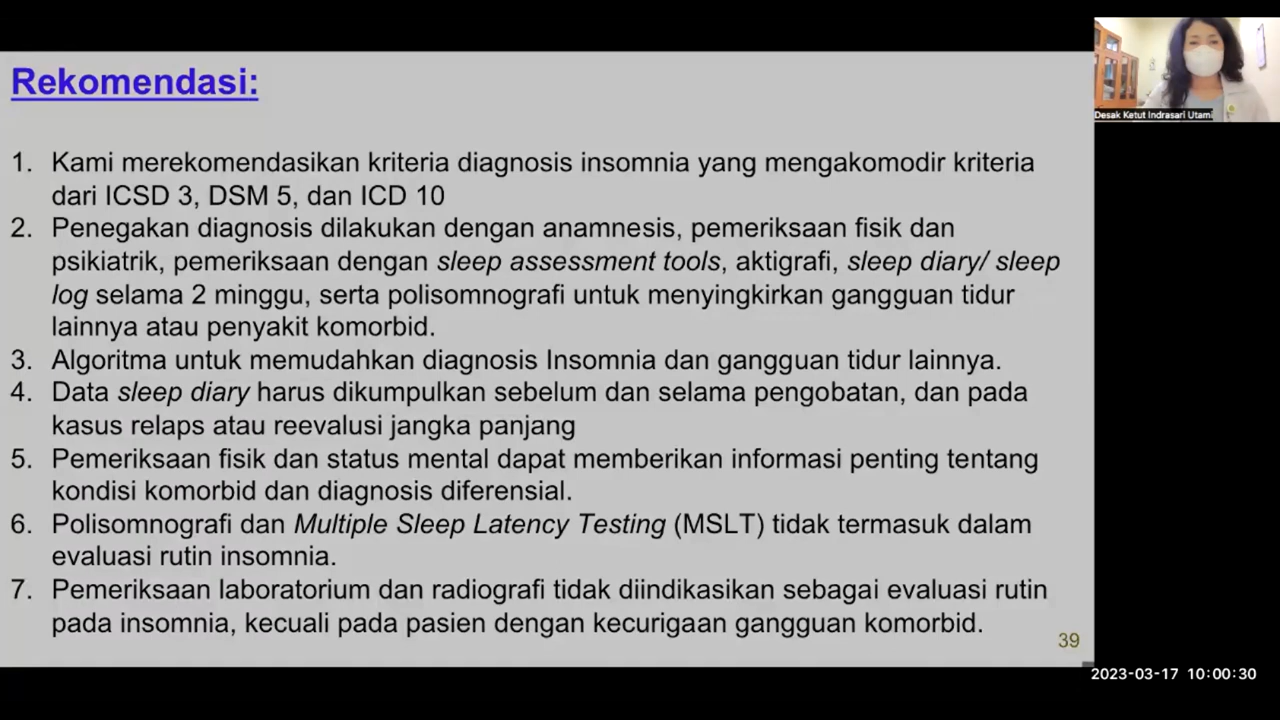 Rekomendasi:
1. Kami merekomendasikan kriteria diagnosis insomnia yang mengakomodir kriteria
dari ICSD 3, DSM 5, dan ICD 10
2. Penegakan diagnosis dilakukan dengan anamnesis, pemeriksaan fisik dan
psikiatrik, pemeriksaan dengan sleep assessment tools, aktigrafi, sleep diary/ sleep
log selama 2 minggu, serta polisomnografi untuk menyingkirkan gangguan tidur
lainnya atau penyakit komorbid.
3. Algoritma untuk memudahkan diagnosis Insomnia dan gangguan tidur lainnya.
4. Data sleep diary harus dikumpulkan sebelum dan selama pengobatan, dan pada
kasus relaps atau reevalusi jangka panjang
5. Pemeriksaan fisik dan status mental dapat memberikan informasi penting tentang
kondisi komorbid dan diagnosis diferensial.
6. Polisomnografi dan Multiple Sleep Latency Testing (MSLT) tidak termasuk dalam
evaluasi rutin insomnia.
7. Pemeriksaan laboratorium dan radiografi tidak diindikasikan sebagai evaluasi rutin
pada insomnia, kecuali pada pasien dengan kecurigaan gangguan komorbid.
39
Desak Ketut Indrasari Utami
2023-03-17 10:00:30